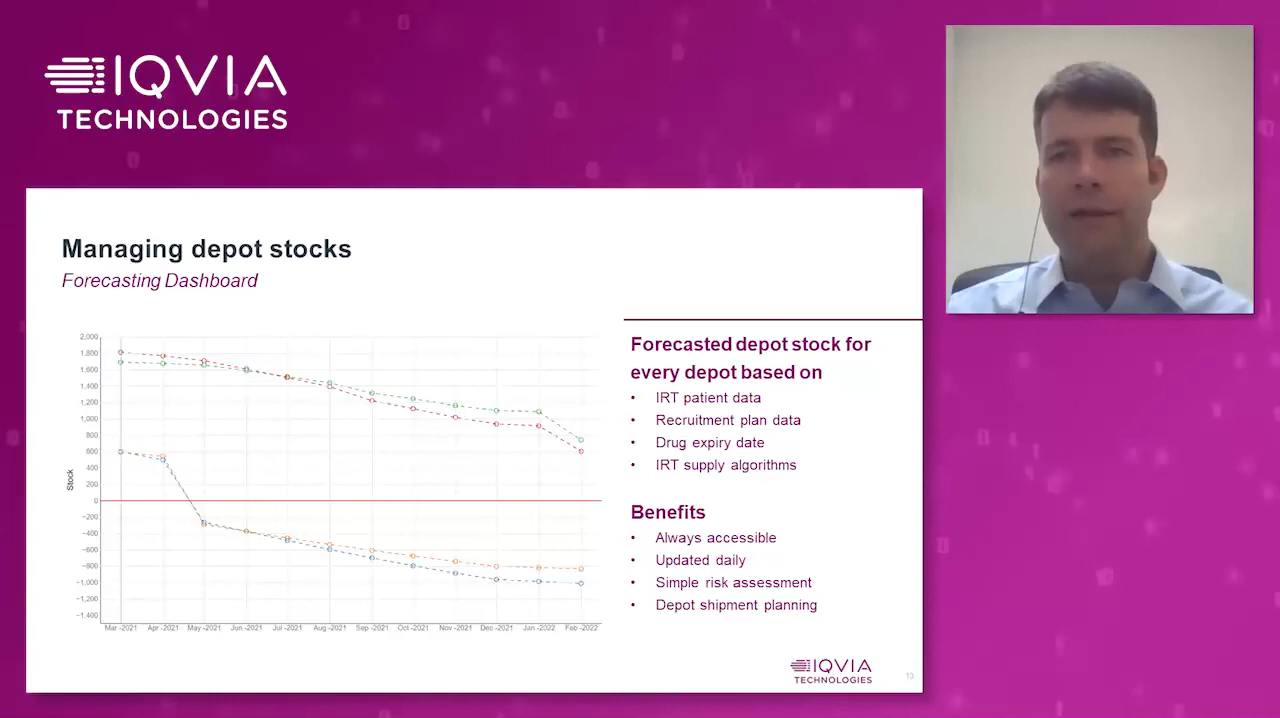 IQVIA
TECHNOLOGIES
Managing depot stocks
Forecasting Dashboard
2,000
1,800
1,600
1,400
1,200
1,000
800
600
400
200
0
−200
−400
−600
−800
−1,000
−1,200
−1,400
Stock
Mar -2021 Apr -2021 May -2021 Jun -2021 Jul -2021 Aug -2021 Sep -2021 Oct -2021 Nov -2021 Dec -2021 Jan -2022 Feb -2022
Forecasted depot stock for
every depot based on
• IRT patient data
• Recruitment plan data
• Drug expiry date
• IRT supply algorithms
Benefits
• Always accessible
• Updated daily
• Simple risk assessment
• Depot shipment planning
IQVIA
TECHNOLOGIES